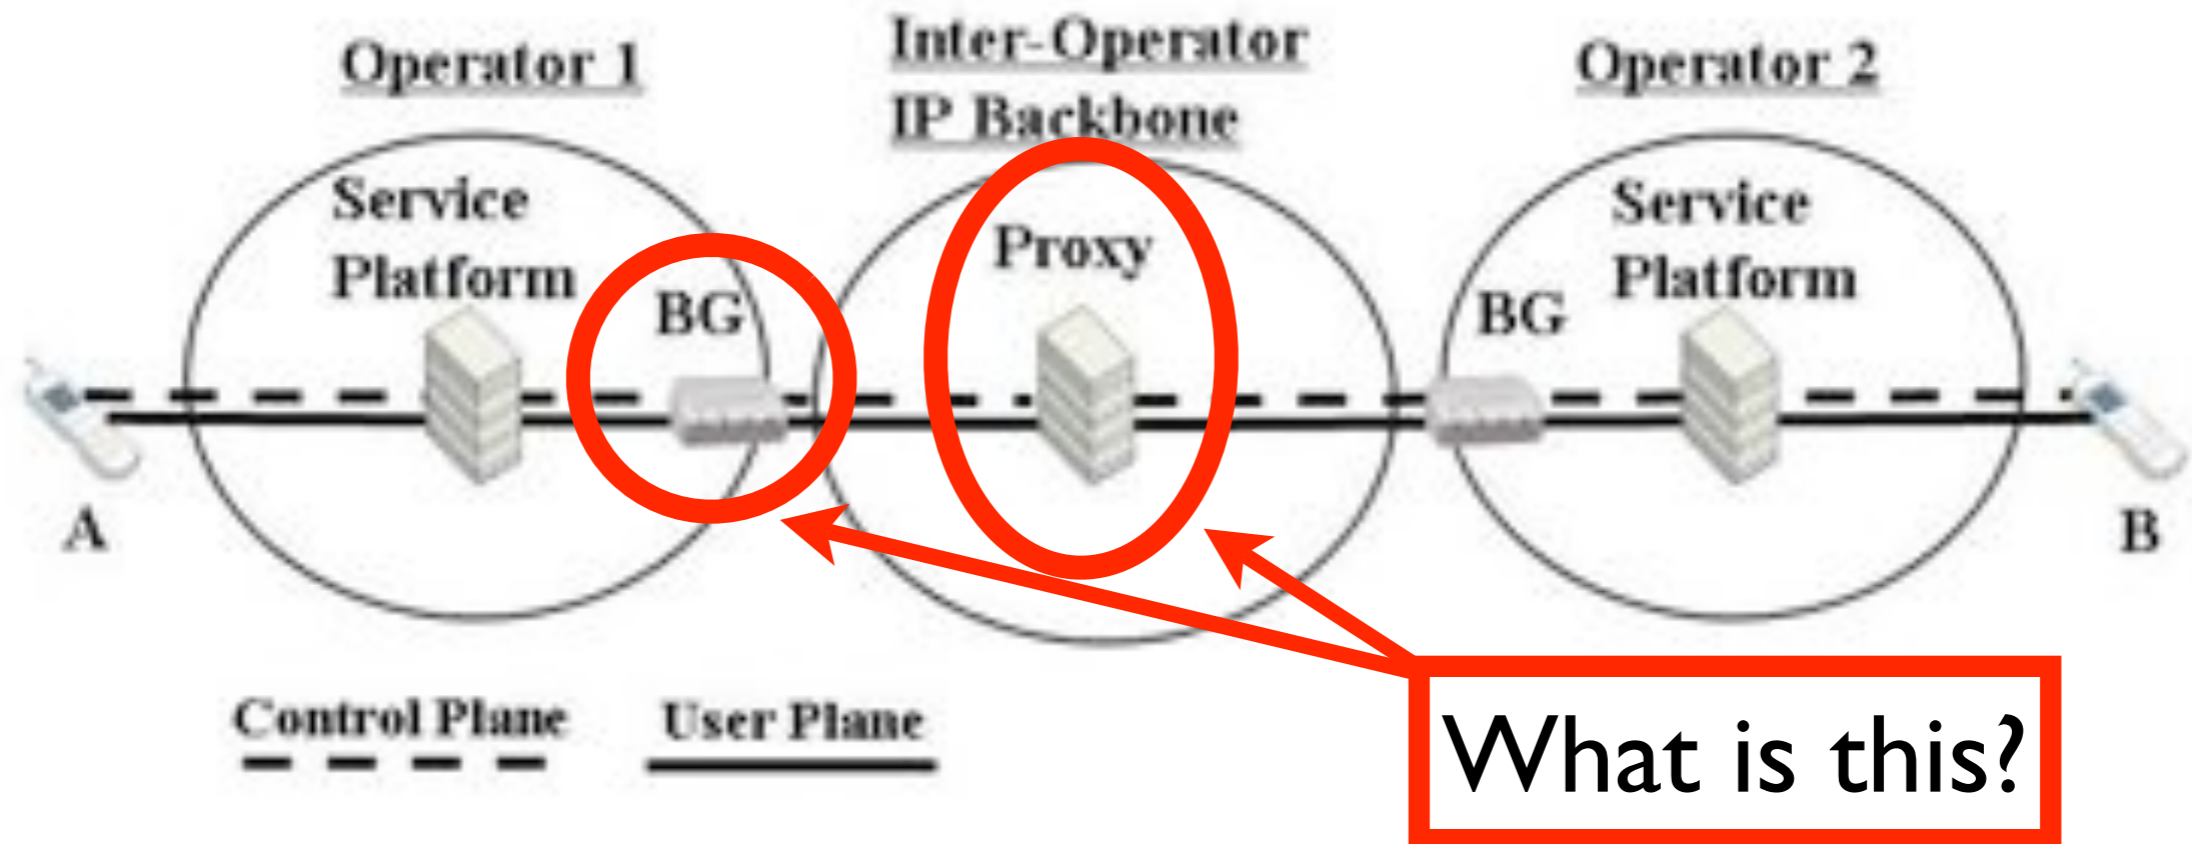 Operator 1
Inter-Operator
IP Backbone
Operator 2
Service
Platform
BG
Proxy
BG
Service
Platform
A
B
Control Plane
User Plane
What is this?